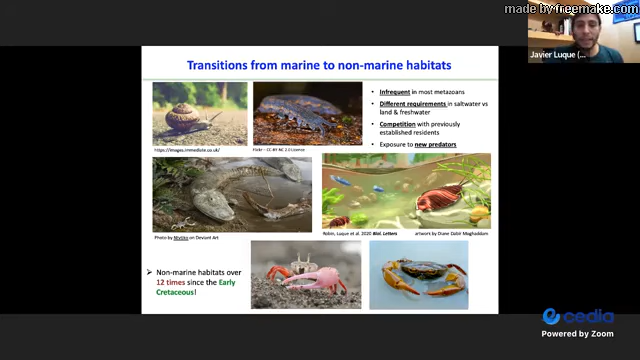 made by freemake.com
Javier Luque (...
Transitions from marine to non-marine habitats
• Infrequent in most metazoans
• Different requirements in saltwater vs
land & freshwater
• Competition with previously
established residents
• Exposure to new predators
https://images.immediate.co.uk/
Flickr – CC BY NC 2.0 Licence
Photo by on Deviant Art
Robin, Luque et al. 2020 Biol. Letters
artwork by Diane Dabir Moghaddam
➢ Non-marine habitats over
12 times since the Early
Cretaceous!
cedia
Powered by Zoom